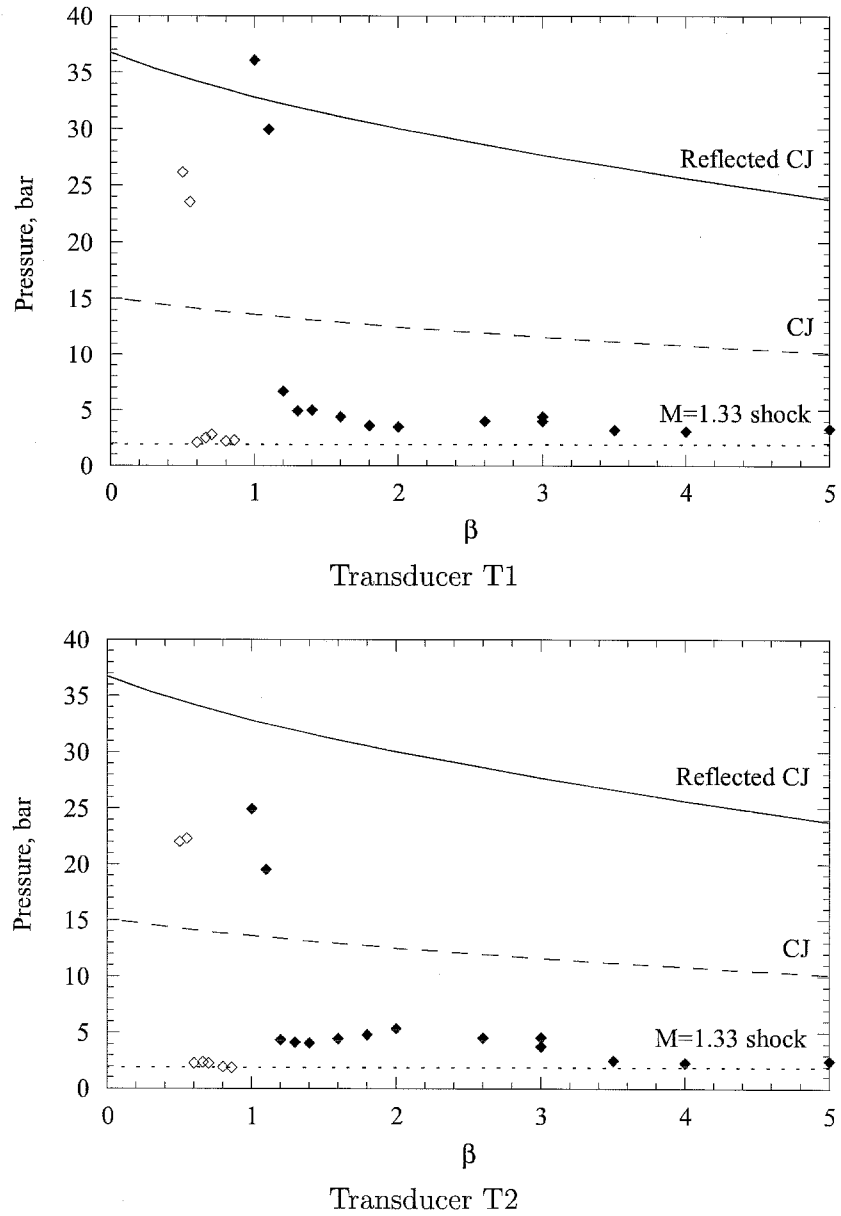 40
35
30
25
20
15
10
5
0
Pressure, bar
Reflected CJ
CJ
M=1.33 shock
0 1 2 3 4 5
β
Transducer T1
40
35
30
25
20
15
10
5
0
Pressure, bar
Reflected CJ
CJ
M=1.33 shock
0 1 2 3 4 5
β
Transducer T2